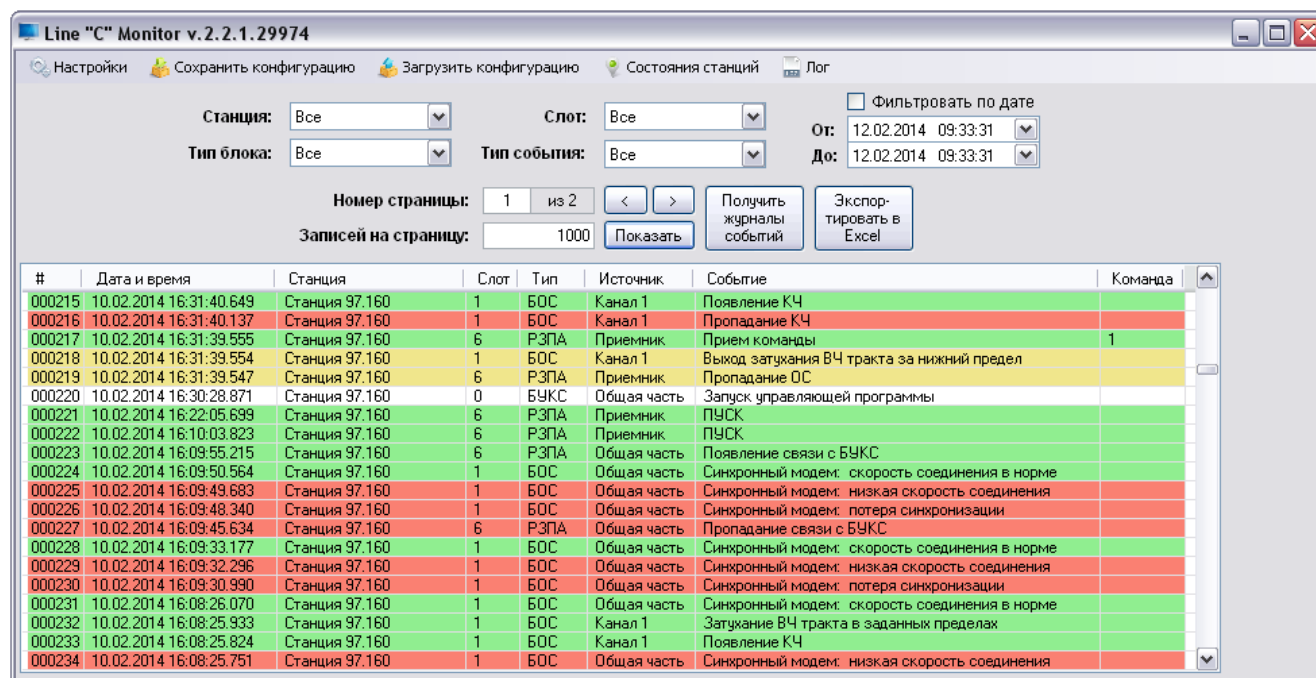 Line "C" Monitor v.2.2.1.29974
Настройки Сохранить конфигурацию Загрузить конфигурацию Состояния станций Лог
Фильтровать по дате
Станция: Все Слот: Все От: 12.02.2014 09:33:31
Тип блока: Все Тип события: Все До: 12.02.2014 09:33:31
Номер страницы: 1 из 2 < >
Записей на страницу: 1000 Показать
Получить
журналы
событий
Экспор-
тировать в
Excel
# Дата и время Станция Слот Тип Источник Событие Команда
000215 10.02.2014 16:31:40.649 Станция 97.160 1 БОС Канал 1 Появление КЧ
000216 10.02.2014 16:31:40.137 Станция 97.160 1 БОС Канал 1 Пропадание КЧ
000217 10.02.2014 16:31:39.555 Станция 97.160 6 РЗПА Приемник Прием команды 1
000218 10.02.2014 16:31:39.554 Станция 97.160 1 БОС Канал 1 Выход затухания ВЧ тракта за нижний предел
000219 10.02.2014 16:31:39.547 Станция 97.160 6 РЗПА Приемник Пропадание ОС
000220 10.02.2014 16:30:28.871 Станция 97.160 0 БУКС Общая часть Запуск управляющей программы
000221 10.02.2014 16:22:05.699 Станция 97.160 6 РЗПА Приемник ПУСК
000222 10.02.2014 16:10:03.823 Станция 97.160 6 РЗПА Приемник ПУСК
000223 10.02.2014 16:09:55.215 Станция 97.160 6 РЗПА Общая часть Появление связи с БУКС
000224 10.02.2014 16:09:50.564 Станция 97.160 1 БОС Общая часть Синхронный модем: скорость соединения в норме
000225 10.02.2014 16:09:49.683 Станция 97.160 1 БОС Общая часть Синхронный модем: низкая скорость соединения
000226 10.02.2014 16:09:48.340 Станция 97.160 1 БОС Общая часть Синхронный модем: потеря синхронизации
000227 10.02.2014 16:09:45.634 Станция 97.160 6 РЗПА Общая часть Пропадание связи с БУКС
000228 10.02.2014 16:09:33.177 Станция 97.160 1 БОС Общая часть Синхронный модем: скорость соединения в норме
000229 10.02.2014 16:09:32.296 Станция 97.160 1 БОС Общая часть Синхронный модем: низкая скорость соединения
000230 10.02.2014 16:09:30.990 Станция 97.160 1 БОС Общая часть Синхронный модем: потеря синхронизации
000231 10.02.2014 16:08:26.070 Станция 97.160 1 БОС Общая часть Синхронный модем: скорость соединения в норме
000232 10.02.2014 16:08:25.933 Станция 97.160 1 БОС Канал 1 Затухание ВЧ тракта в заданных пределах
000233 10.02.2014 16:08:25.824 Станция 97.160 1 БОС Канал 1 Появление КЧ
000234 10.02.2014 16:08:25.751 Станция 97.160 1 БОС Общая часть Синхронный модем: низкая скорость соединения